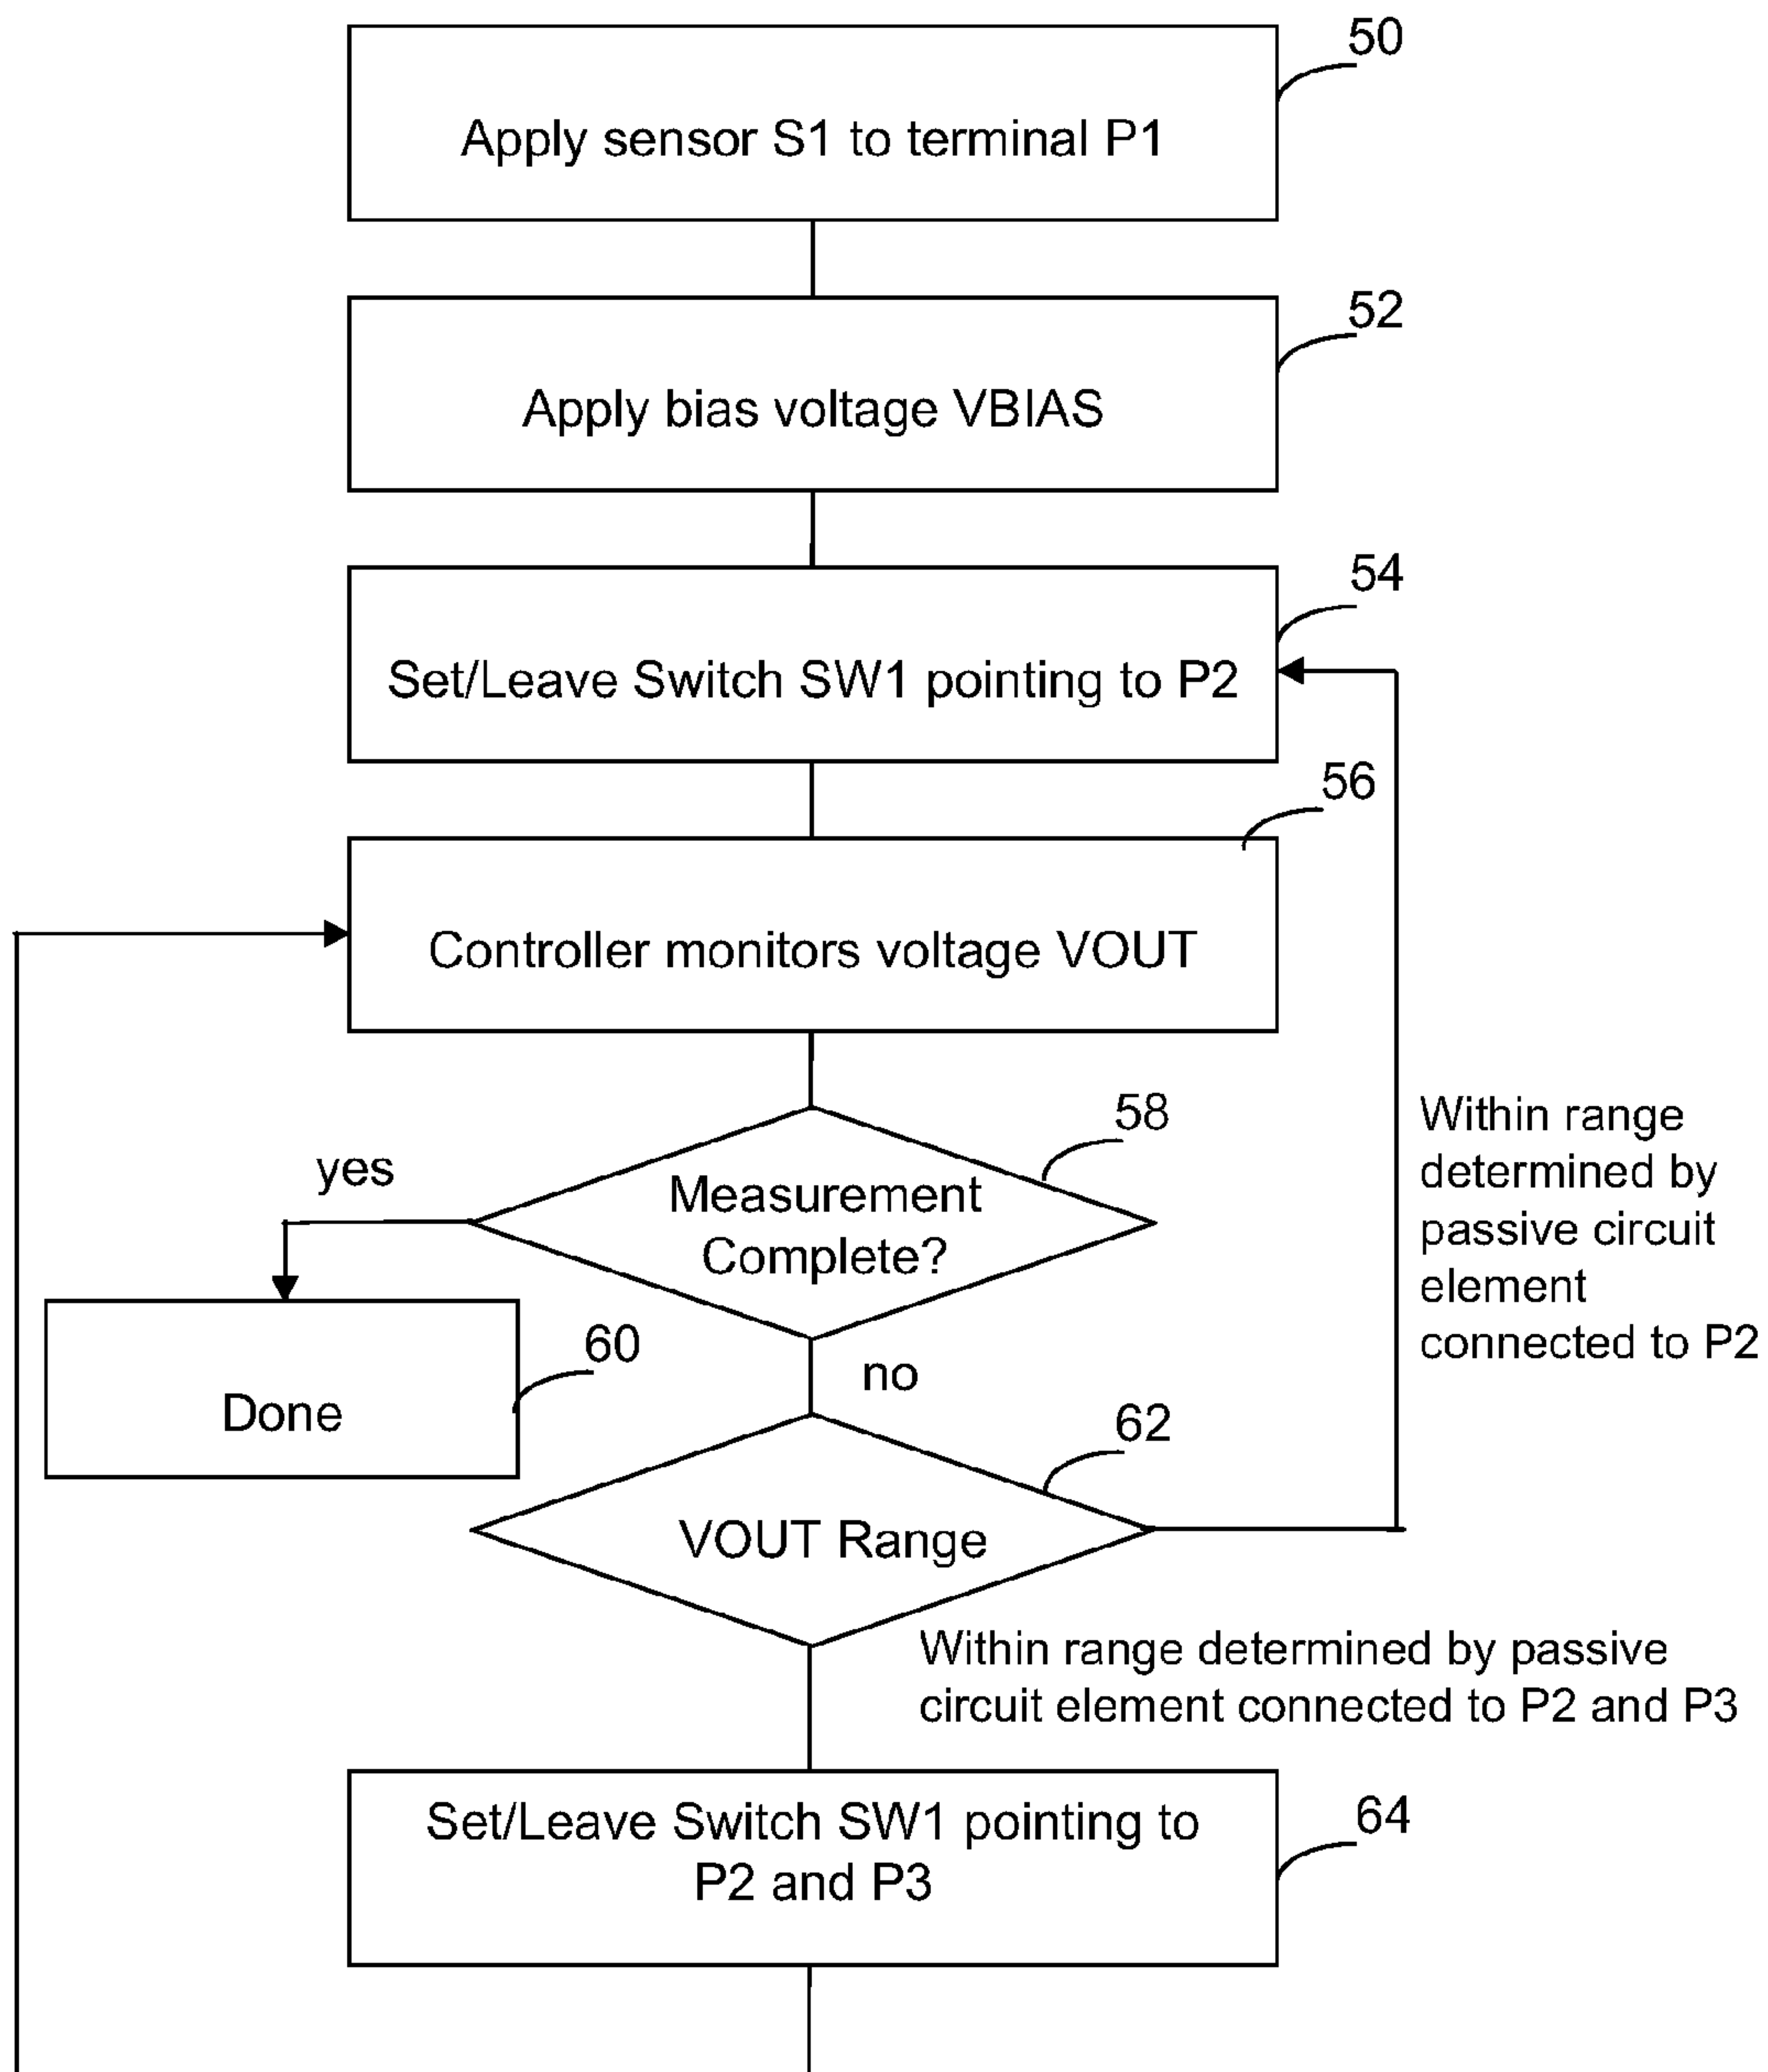 50
Apply sensor S1 to terminal P1
52
Apply bias voltage VBIAS
54
Set/Leave Switch SW1 pointing to P2
56
Controller monitors voltage VOUT
58
Measurement
Complete?
yes
no
60
Done
Within range
determined by
passive circuit
element
connected to P2
62
VOUT Range
Within range determined by passive
circuit element connected to P2 and P3
64
Set/Leave Switch SW1 pointing to
P2 and P3